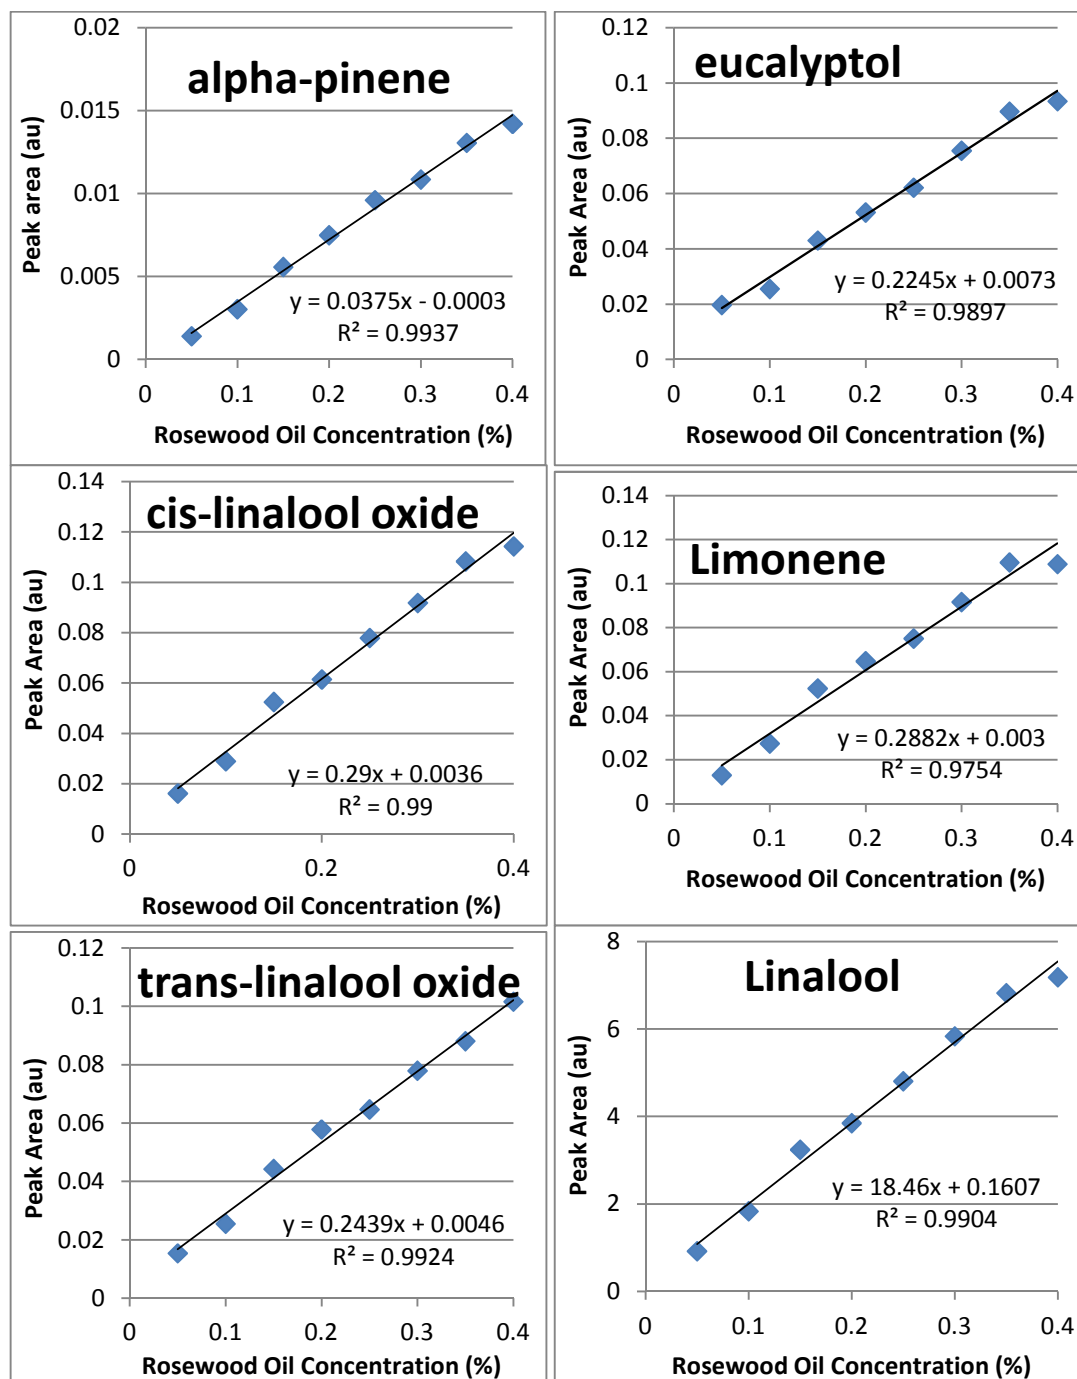 alpha-pinene
Peak area (au)
0.02
0.015
0.01
0.005
0
y = 0.0375x - 0.0003
R² = 0.9937
0 0.1 0.2 0.3 0.4
Rosewood Oil Concentration (%)
eucalyptol
Peak Area (au)
0.12
0.1
0.08
0.06
0.04
0.02
0
y = 0.2245x + 0.0073
R² = 0.9897
0 0.1 0.2 0.3 0.4
Rosewood Oil Concentration (%)
cis-linalool oxide
Peak Area (au)
0.14
0.12
0.1
0.08
0.06
0.04
0.02
0
y = 0.29x + 0.0036
R² = 0.99
0 0.2 0.4
Rosewood Oil Concentration (%)
Limonene
Peak Area (au)
0.14
0.12
0.1
0.08
0.06
0.04
0.02
0
y = 0.2882x + 0.003
R² = 0.9754
0 0.1 0.2 0.3 0.4
Rosewood Oil Concentration (%)
trans-linalool oxide
Peak Area (au)
0.12
0.1
0.08
0.06
0.04
0.02
0
y = 0.2439x + 0.0046
R² = 0.9924
0 0.1 0.2 0.3 0.4
Rosewood Oil Concentration (%)
Linalool
Peak Area (au)
8
6
4
2
0
y = 18.46x + 0.1607
R² = 0.9904
0 0.1 0.2 0.3 0.4
Rosewood Oil Concentration (%)